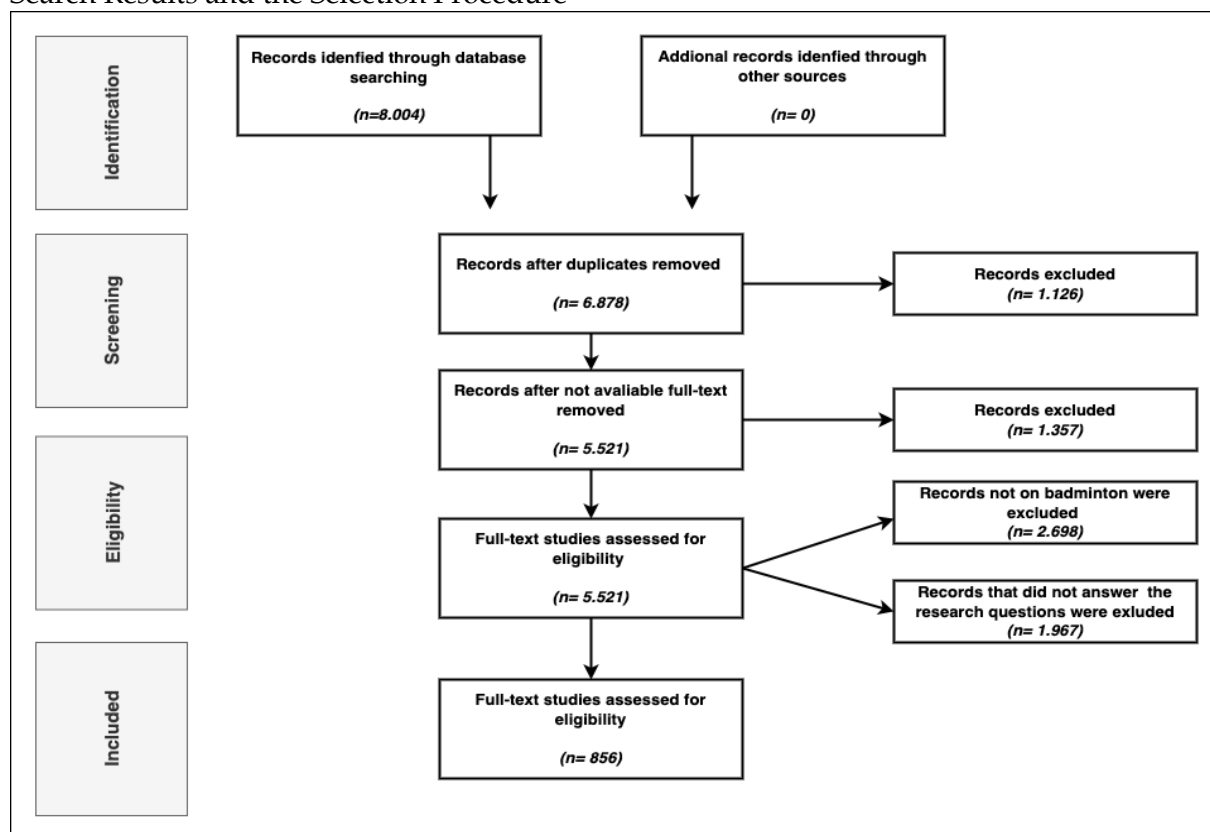 Search Results and the Selection Procedure
Identification
Records idenfied through database
searching
(n=8.004)
Addional records idenfied through
other sources
(n= 0)
Screening
Records after duplicates removed
(n= 6.878)
Records excluded
(n= 1.126)
Records after not avaliable full-text
removed
(n= 5.521)
Records excluded
(n= 1.357)
Eligibility
Full-text studies assessed for
eligibility
(n= 5.521)
Records not on badminton were
excluded
(n= 2.698)
Records that did not answer the
research questions were exluded
(n= 1.967)
Included
Full-text studies assessed for
eligibility
(n= 856)